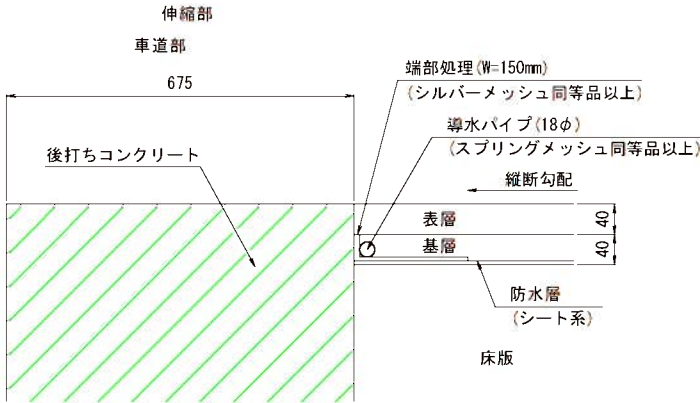 伸縮部
車道部
675
端部処理(W=150mm)
(シルバーメッシュ同等品以上)
導水パイプ(18φ)
(スプリングメッシュ同等品以上)
後打ちコンクリート
縦断勾配
表層
40
基層
40
防水層
(シート系)
床版